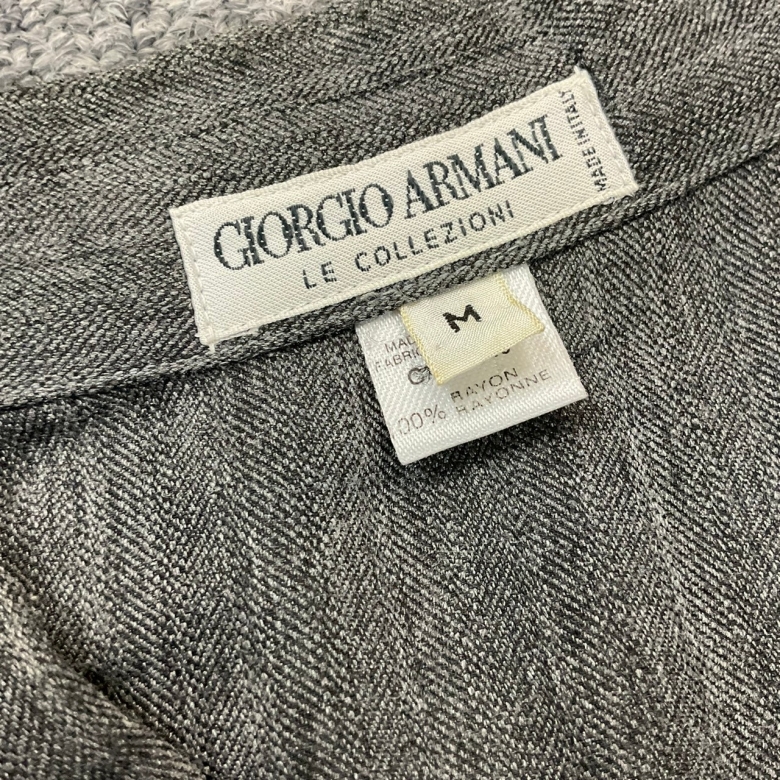 GIORGIO ARMANI
LE COLLEZIONI
MADE IN ITALY
M
RAYON
RAYONNE